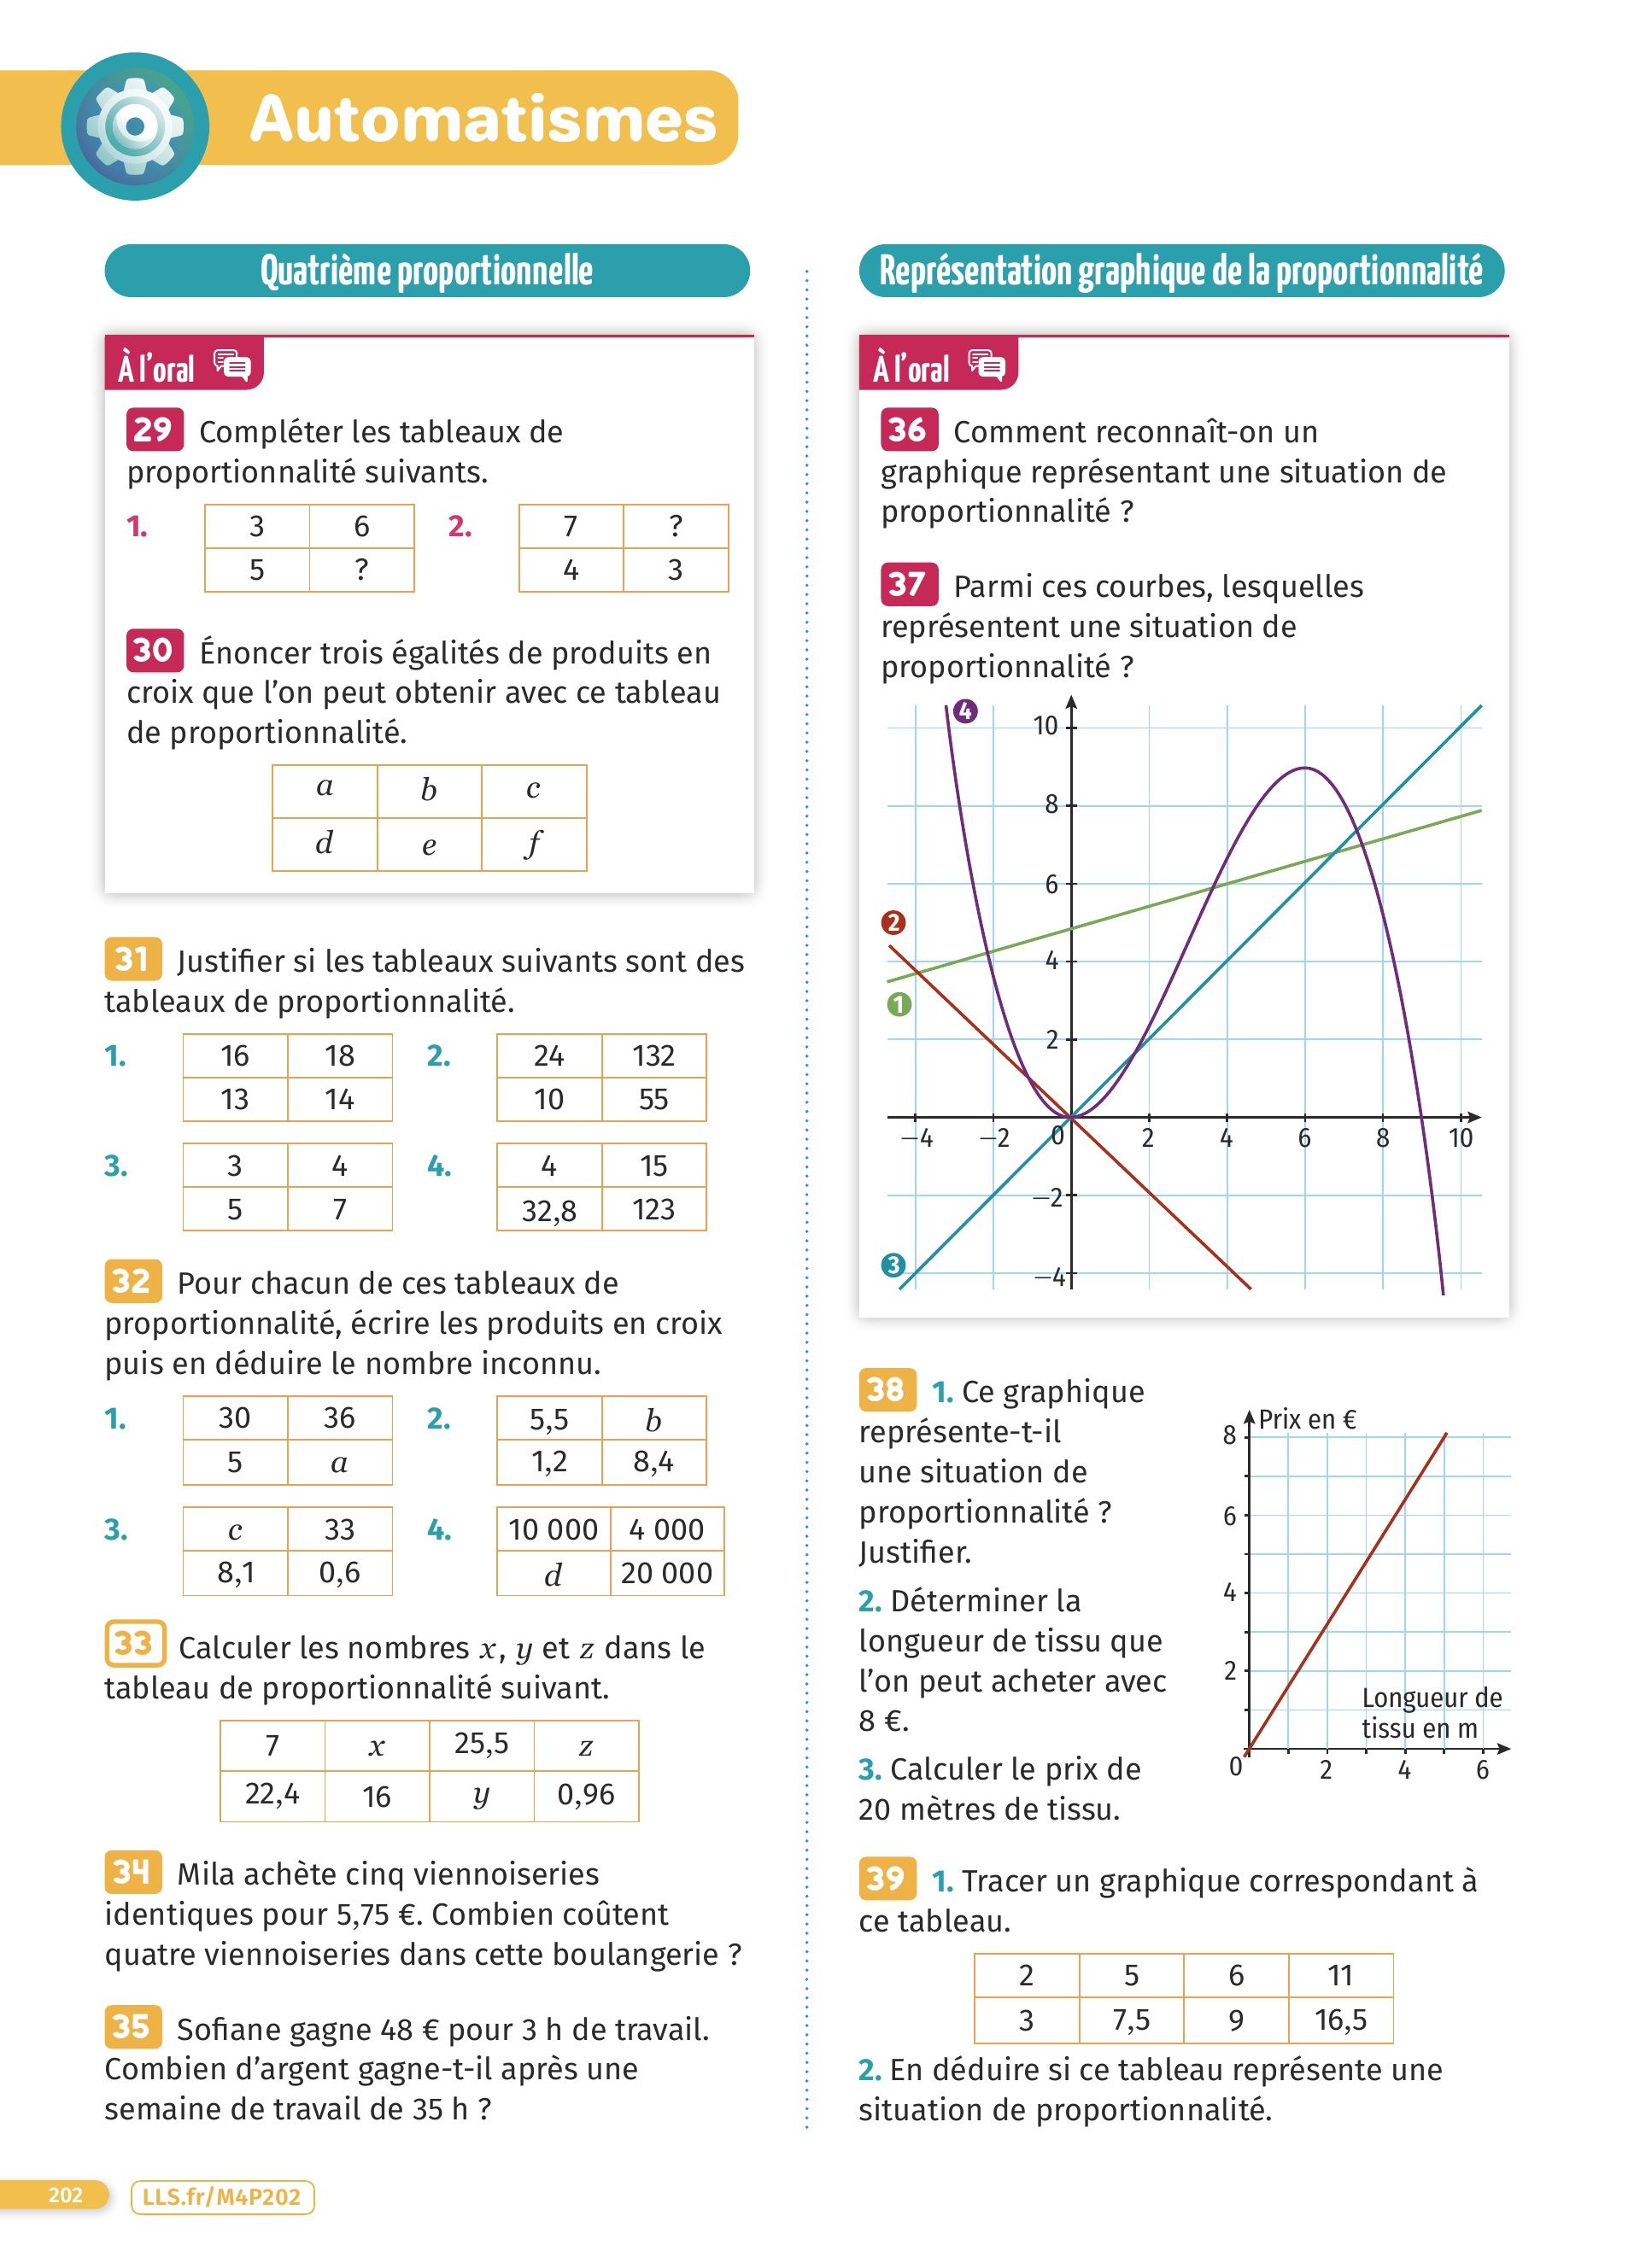 Automatismes
Quatrième proportionnelle
À l’oral
29 Compléter les tableaux de
proportionnalité suivants.
1.
3 6
5 ?
2.
7 ?
4 3
30 Énoncer trois égalités de produits en
croix que l’on peut obtenir avec ce tableau
de proportionnalité.
a b c
d e f
31 Justifier si les tableaux suivants sont des
tableaux de proportionnalité.
1.
16 18
13 14
2.
24 132
10 55
3.
3 4
5 7
4.
4 15
32,8 123
32 Pour chacun de ces tableaux de
proportionnalité, écrire les produits en croix
puis en déduire le nombre inconnu.
1.
30 36
5 a
2.
5,5 b
1,2 8,4
3.
c 33
8,1 0,6
4.
10 000 4 000
d 20 000
33 Calculer les nombres x, y et z dans le
tableau de proportionnalité suivant.
7 x 25,5 z
22,4 16 y 0,96
34 Mila achète cinq viennoiseries
identiques pour 5,75 €. Combien coûtent
quatre viennoiseries dans cette boulangerie ?
35 Sofiane gagne 48 € pour 3 h de travail.
Combien d’argent gagne-t-il après une
semaine de travail de 35 h ?
Représentation graphique de la proportionnalité
À l’oral
36 Comment reconnaît-on un
graphique représentant une situation de
proportionnalité ?
37 Parmi ces courbes, lesquelles
représentent une situation de
proportionnalité ?
4
10
8
6
2
4
1
2
−4 −2 0 2 4 6 8 10
−2
3
−4
38 1. Ce graphique
représente-t-il
une situation de
proportionnalité ?
Justifier.
2. Déterminer la
longueur de tissu que
l’on peut acheter avec
8 €.
3. Calculer le prix de
20 mètres de tissu.
Prix en €
8
6
4
2
Longueur de
tissu en m
0 2 4 6
39 1. Tracer un graphique correspondant à
ce tableau.
2 5 6 11
3 7,5 9 16,5
2. En déduire si ce tableau représente une
situation de proportionnalité.
202
LLS.fr/M4P202